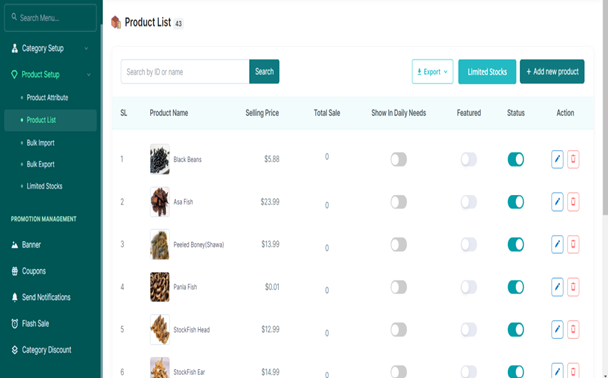 Search Menu...
Category Setup
Product Setup
Product Attribute
Product List
Bulk Import
Bulk Export
Limited Stocks
PROMOTION MANAGEMENT
Banner
Coupons
Send Notifications
Flash Sale
Category Discount
Product List 43
Search by ID or name Search Export Limited Stocks + Add new product
SL Product Name Selling Price Total Sale Show In Daily Needs Featured Status Action
1 Black Beans $5.88 0
2 Asa Fish $23.99 0
3 Peeled Boney(Shawa) $13.99 0
4 Panla Fish $0.01 0
5 StockFish Head $12.99 0
6 StockFish Ear $14.99 0